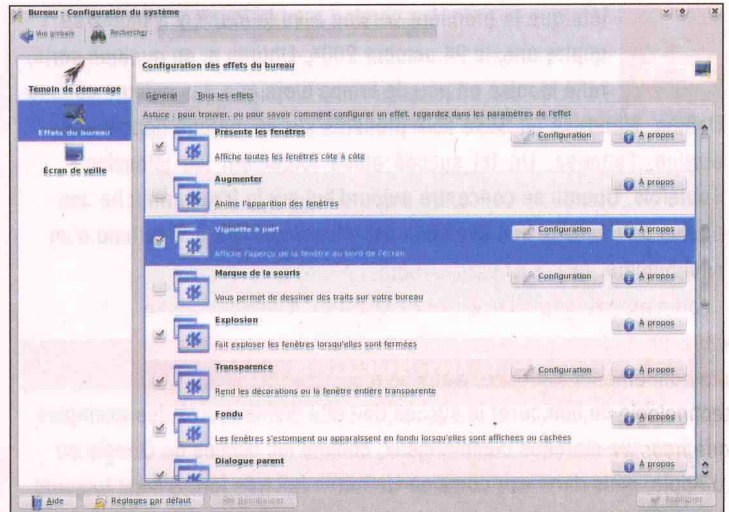 Bureau - Configuration du système
Vue globale
Rechercher :
Témoin de démarrage
Effets du bureau
Écran de veille
Configuration des effets du bureau
Général
Tous les effets
Astuce : pour trouver, ou pour savoir comment configurer un effet, regardez dans les paramètres de l'effet
Présente les fenêtres
Configuration
À propos
Affiche toutes les fenêtres côte à côte
Augmenter
À propos
Anime l'apparition des fenêtres
Vignette à part
Configuration
À propos
Affiche l'aperçu de la fenêtre au bord de l'écran
Marque de la souris
Configuration
À propos
Vous permet de dessiner des traits sur votre bureau
Explosion
À propos
Fait exploser les fenêtres lorsqu'elles sont fermées
Transparence
Configuration
À propos
Rend les décorations ou la fenêtre entière transparente
Fondu
À propos
Les fenêtres s'estompent ou apparaissent en fondu lorsqu'elles sont affichées ou cachées
Dialogue parent
À propos
Aide
Réglages par défaut
Réinitialiser
Appliquer